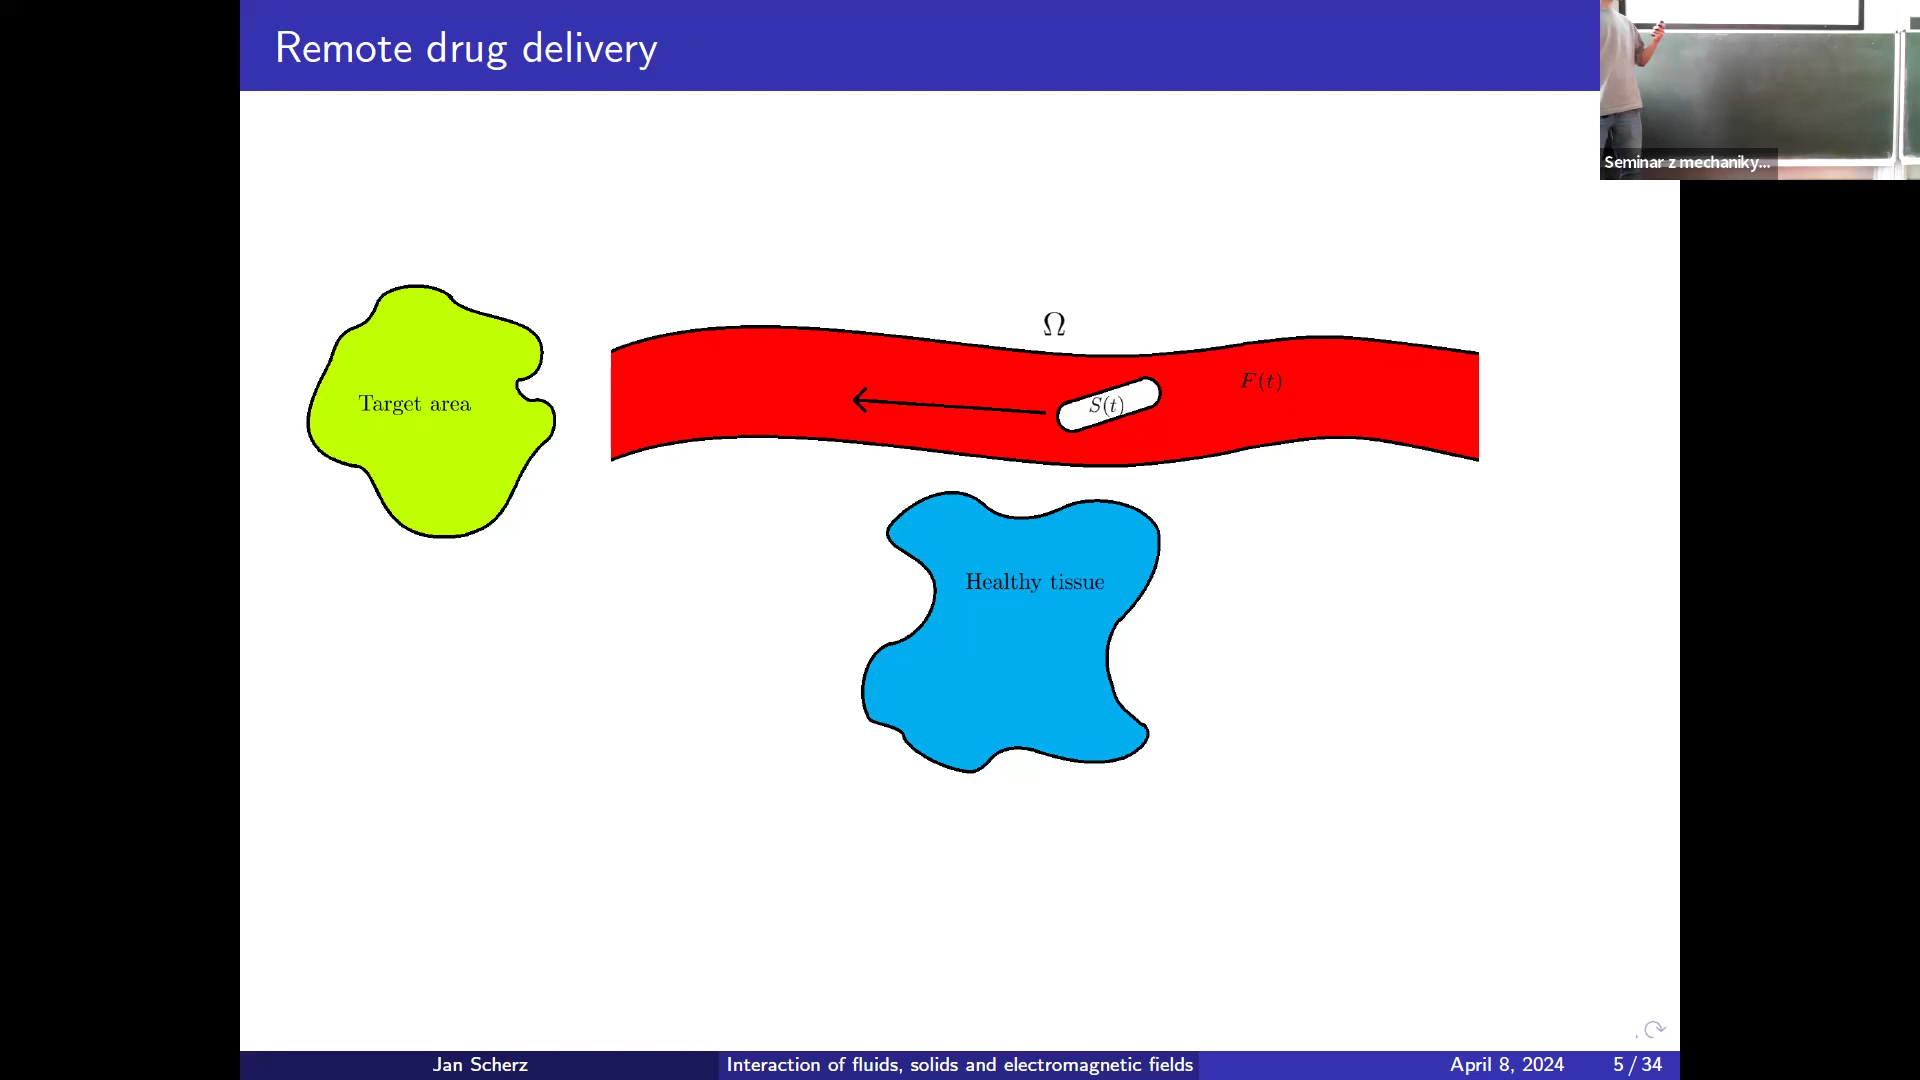 Remote drug delivery
Seminar z mechaniky...
Ω
F(t)
S(t)
Target area
Healthy tissue
Jan Scherz
Interaction of fluids, solids and electromagnetic fields
April 8, 2024
5 / 34